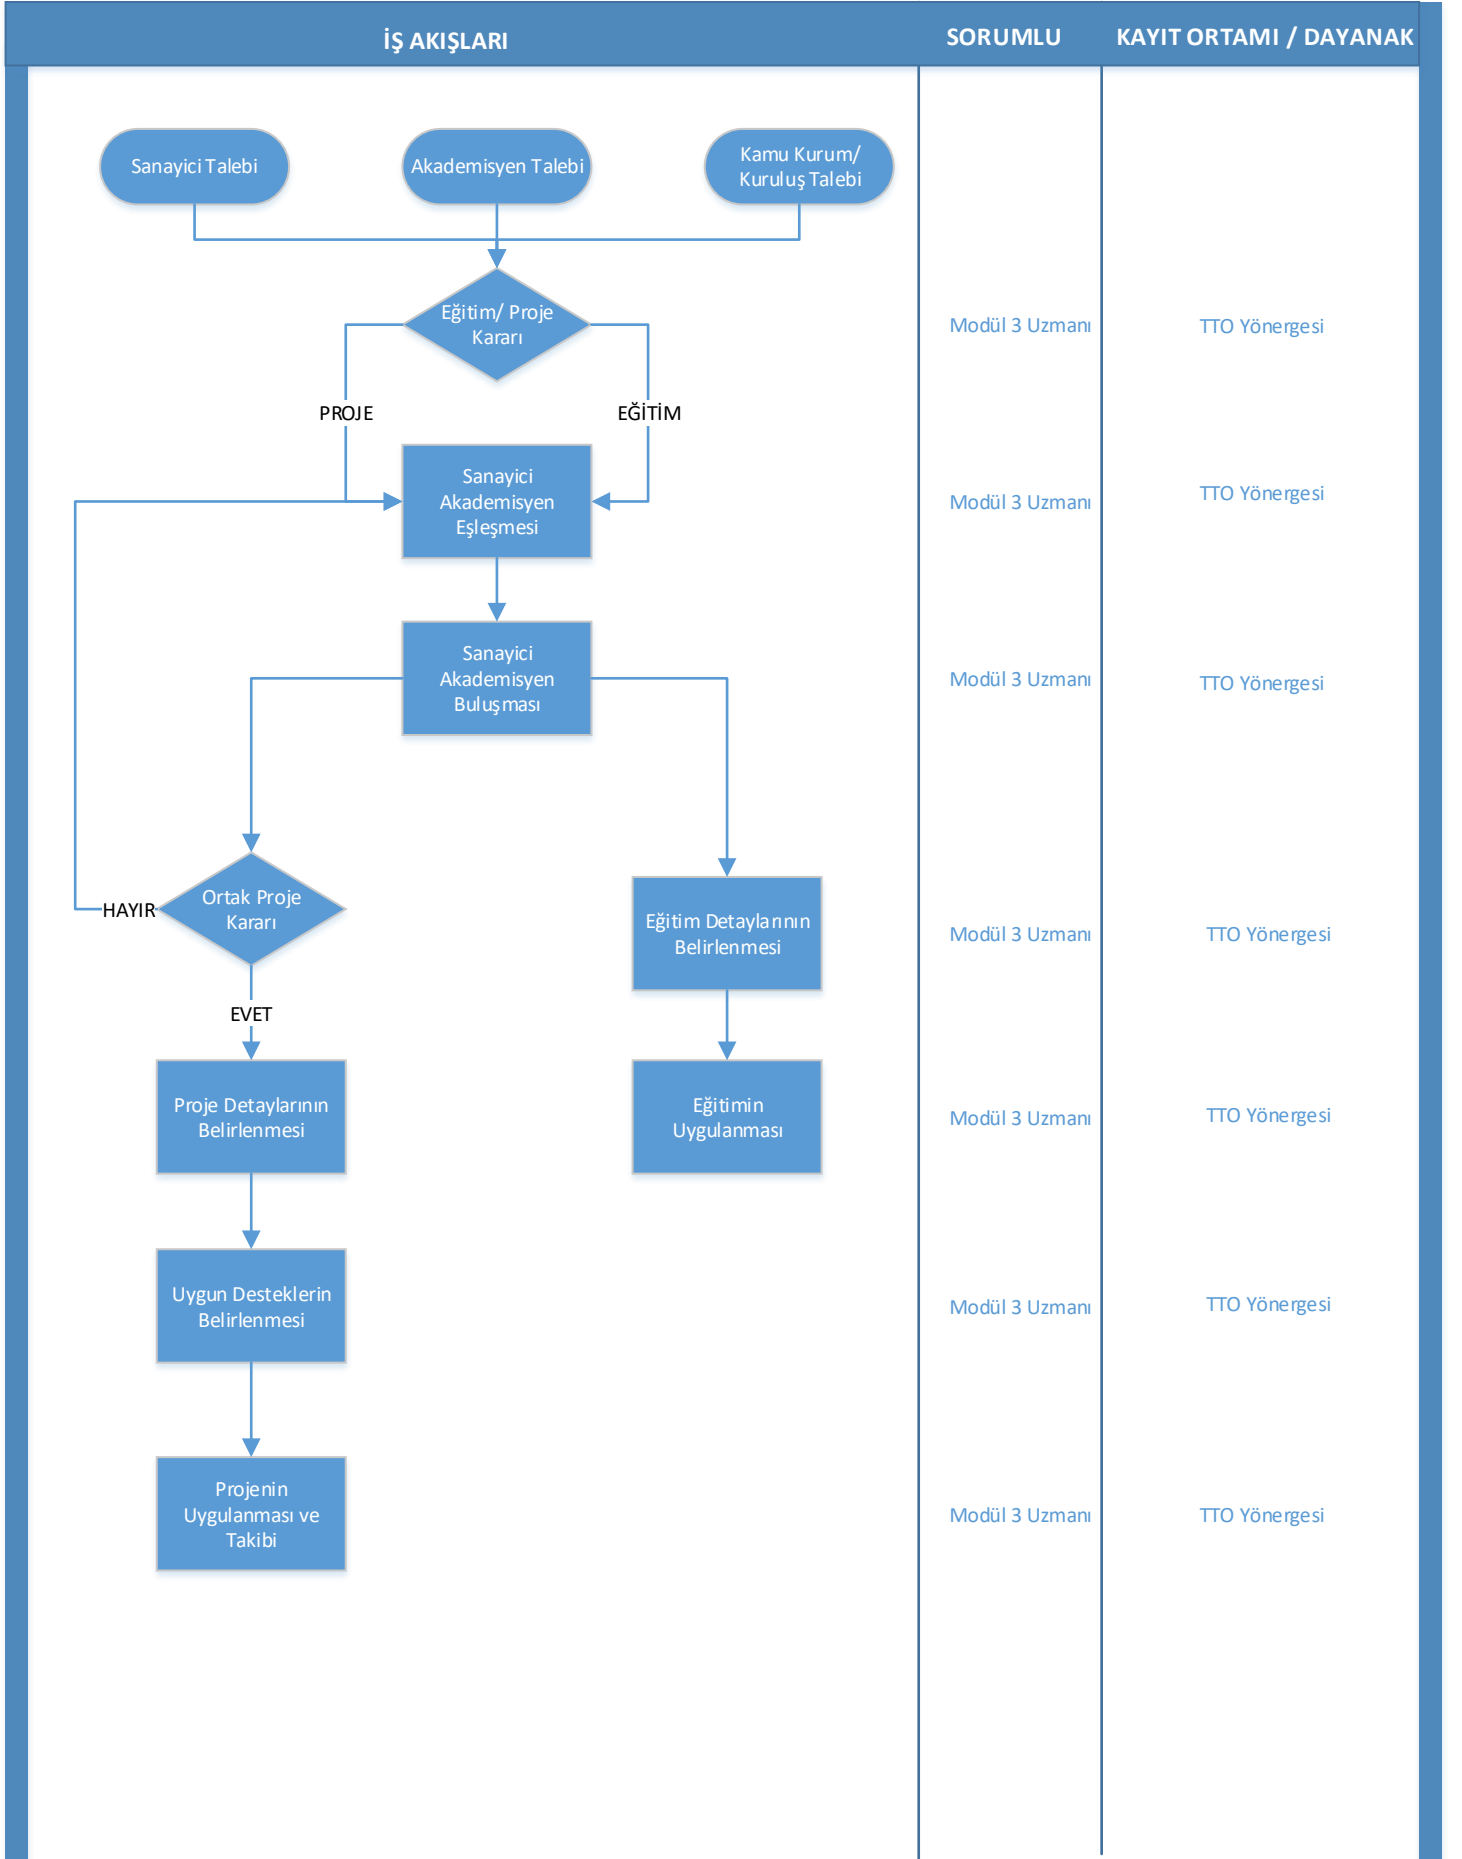 İŞ AKIŞLARI
SORUMLU
KAYIT ORTAMI / DAYANAK
Sanayici Talebi
Akademisyen Talebi
Kamu Kurum/
Kuruluş Talebi
Eğitim/ Proje
Kararı
Modül 3 Uzmanı
TTO Yönergesi
PROJE
EĞİTİM
Sanayici
Akademisyen
Eşleşmesi
Modül 3 Uzmanı
TTO Yönergesi
Sanayici
Akademisyen
Buluşması
Modül 3 Uzmanı
TTO Yönergesi
HAYIR
Ortak Proje
Kararı
Eğitim Detaylarının
Belirlenmesi
Modül 3 Uzmanı
TTO Yönergesi
EVET
Proje Detaylarının
Belirlenmesi
Eğitimin
Uygulanması
Modül 3 Uzmanı
TTO Yönergesi
Uygun Desteklerin
Belirlenmesi
Modül 3 Uzmanı
TTO Yönergesi
Projenin
Uygulanması ve
Takibi
Modül 3 Uzmanı
TTO Yönergesi